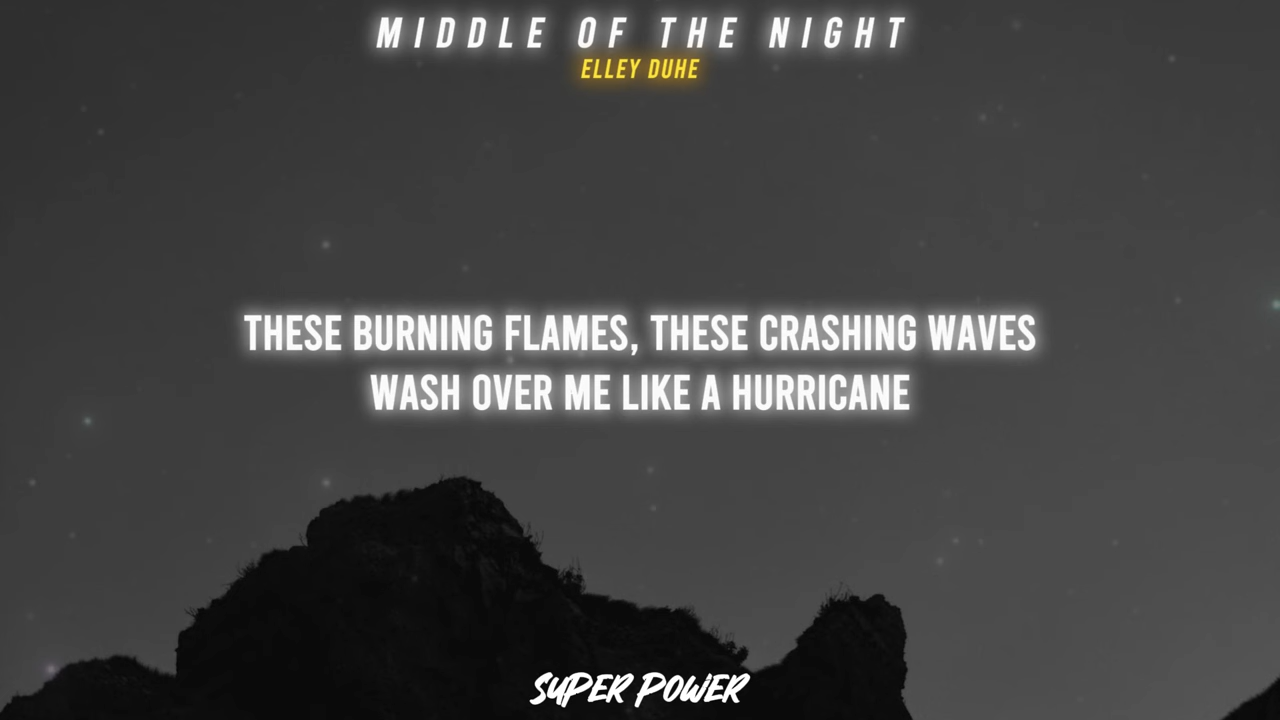 MIDDLE OF THE NIGHT
ELLEY DUHE
THESE BURNING FLAMES, THESE CRASHING WAVES
WASH OVER ME LIKE A HURRICANE
SUPER POWER